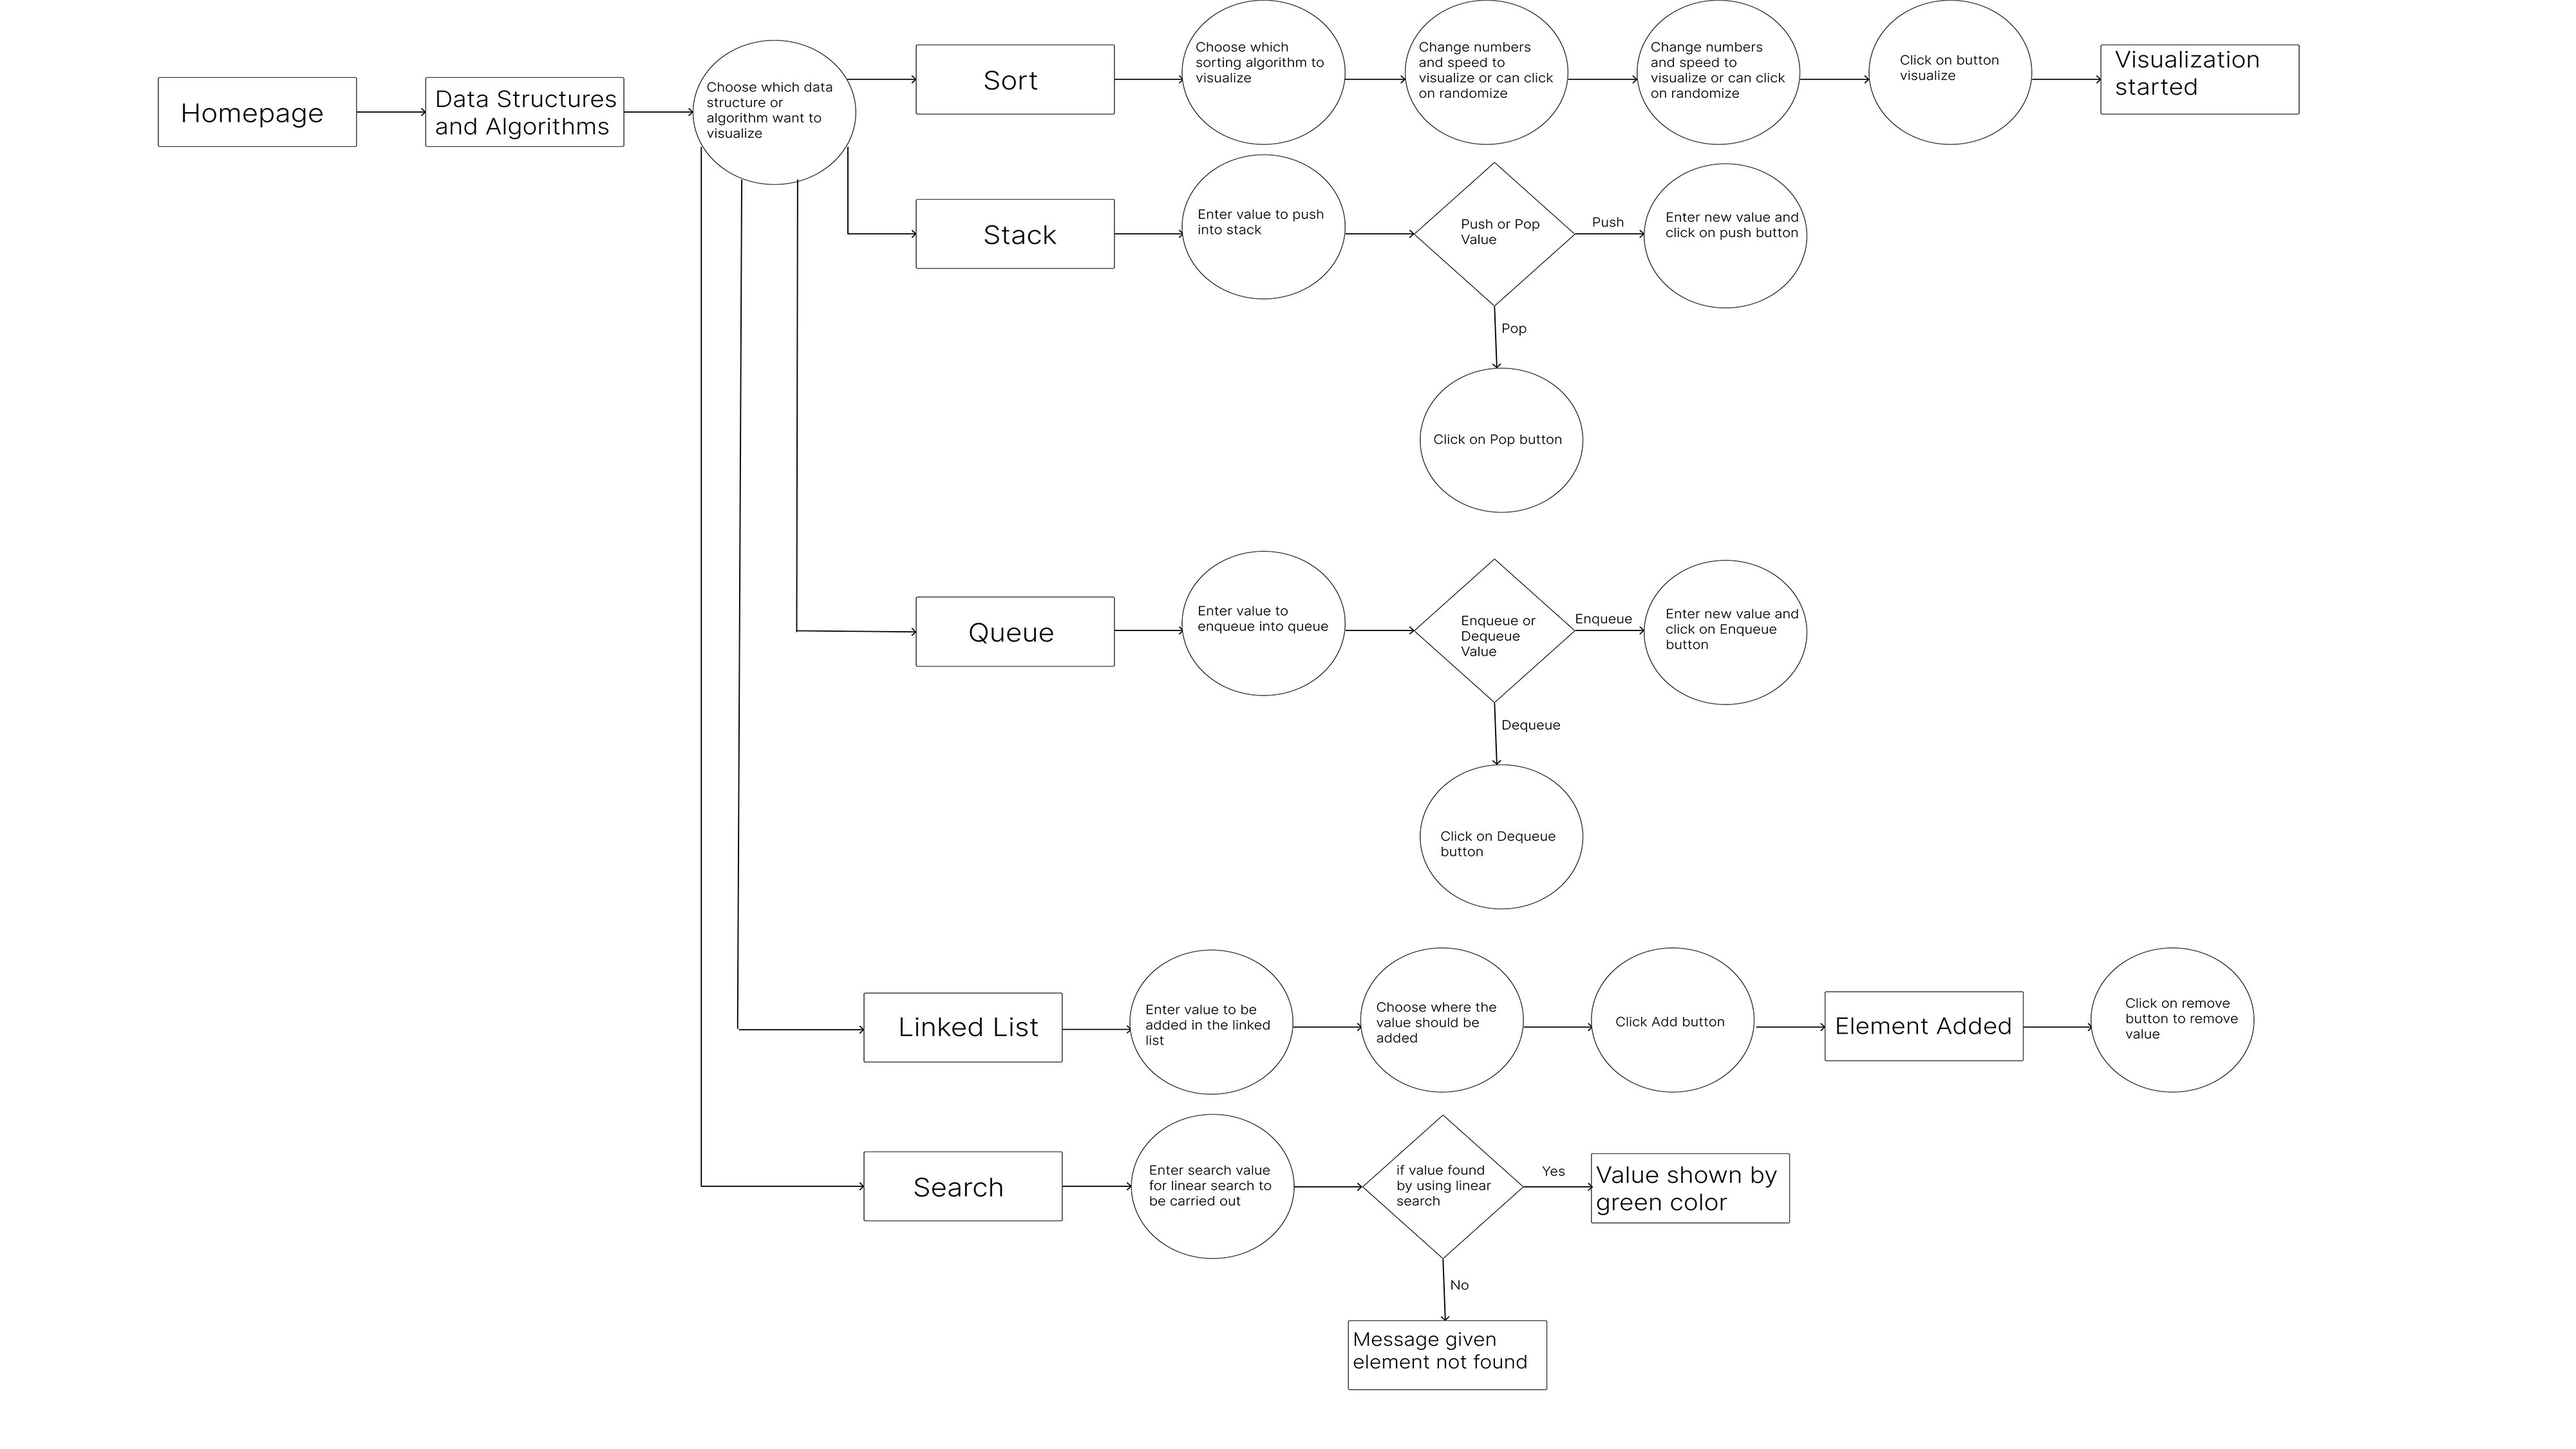 Homepage
Data Structures
and Algorithms
Choose which data
structure or
algorithm want to
visualize
Sort
Choose which
sorting algorithm to
visualize
Change numbers
and speed to
visualize or can click
on randomize
Change numbers
and speed to
visualize or can click
on randomize
Click on button
visualize
Visualization
started
Stack
Enter value to push
into stack
Push or Pop
Value
Push
Enter new value and
click on push button
Pop
Click on Pop button
Queue
Enter value to
enqueue into queue
Enqueue or
Dequeue
Value
Enqueue
Enter new value and
click on Enqueue
button
Dequeue
Click on Dequeue
button
Linked List
Enter value to be
added in the linked
list
Choose where the
value should be
added
Click Add button
Element Added
Click on remove
button to remove
value
Search
Enter search value
for linear search to
be carried out
if value found
by using linear
search
Yes
Value shown by
green color
No
Message given
element not found